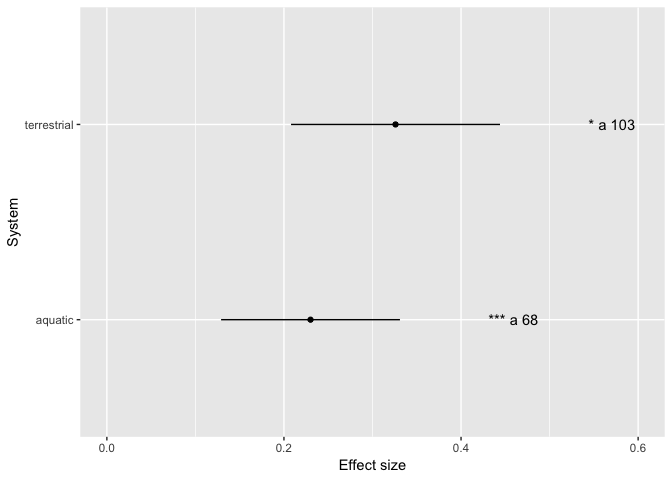 terrestrial
* a 103
System
aquatic
*** a 68
0.0
0.2
0.4
0.6
Effect size